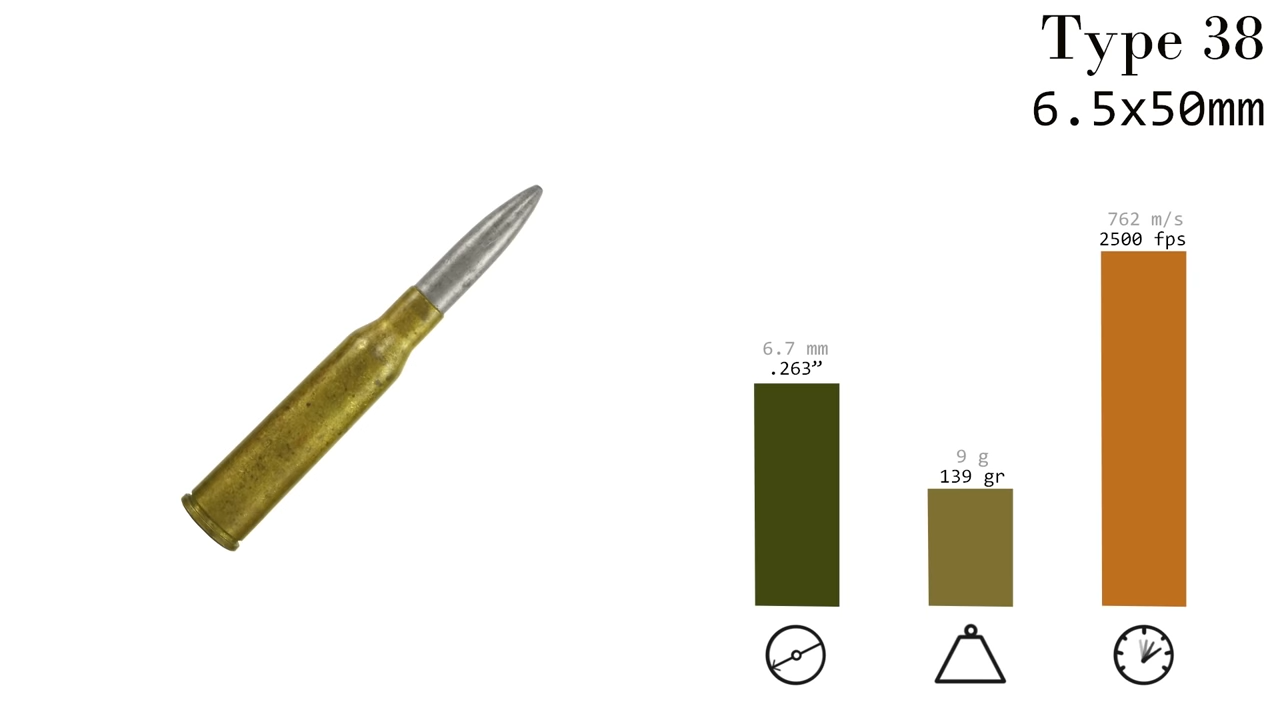 Type 38
6.5x50mm
762 m/s
2500 fps
6.7 mm
.263”
9 g
139 gr